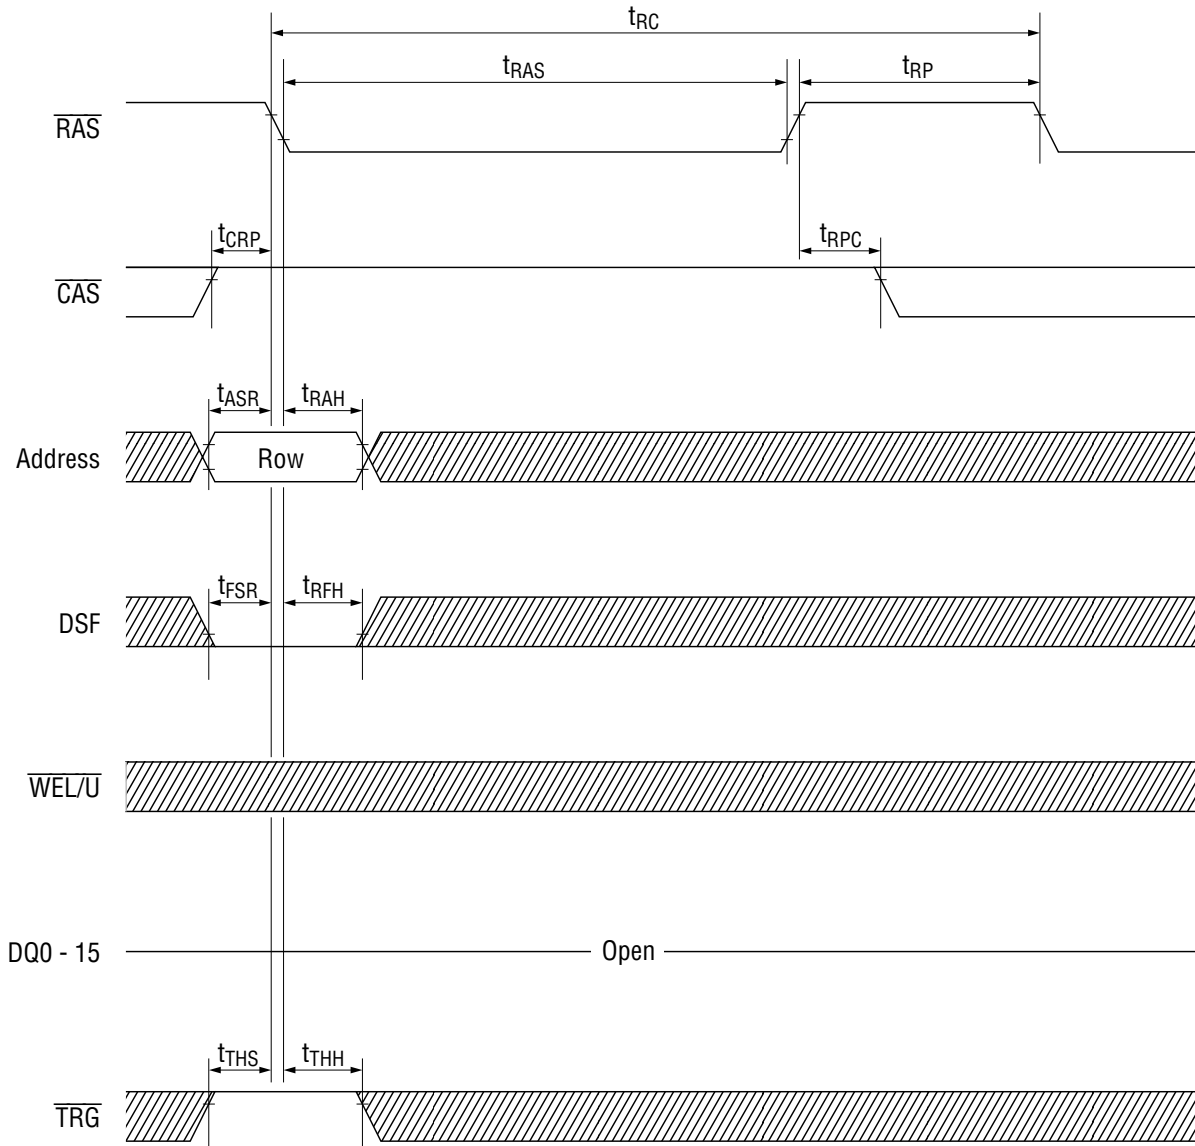 tRC
tRAS
tRP
RAS
tCRP
tRPC
CAS
tASR
tRAH
Address
Row
tFSR
tRFH
DSF
WEL/U
DQ0 - 15
Open
tTHS
tTHH
TRG